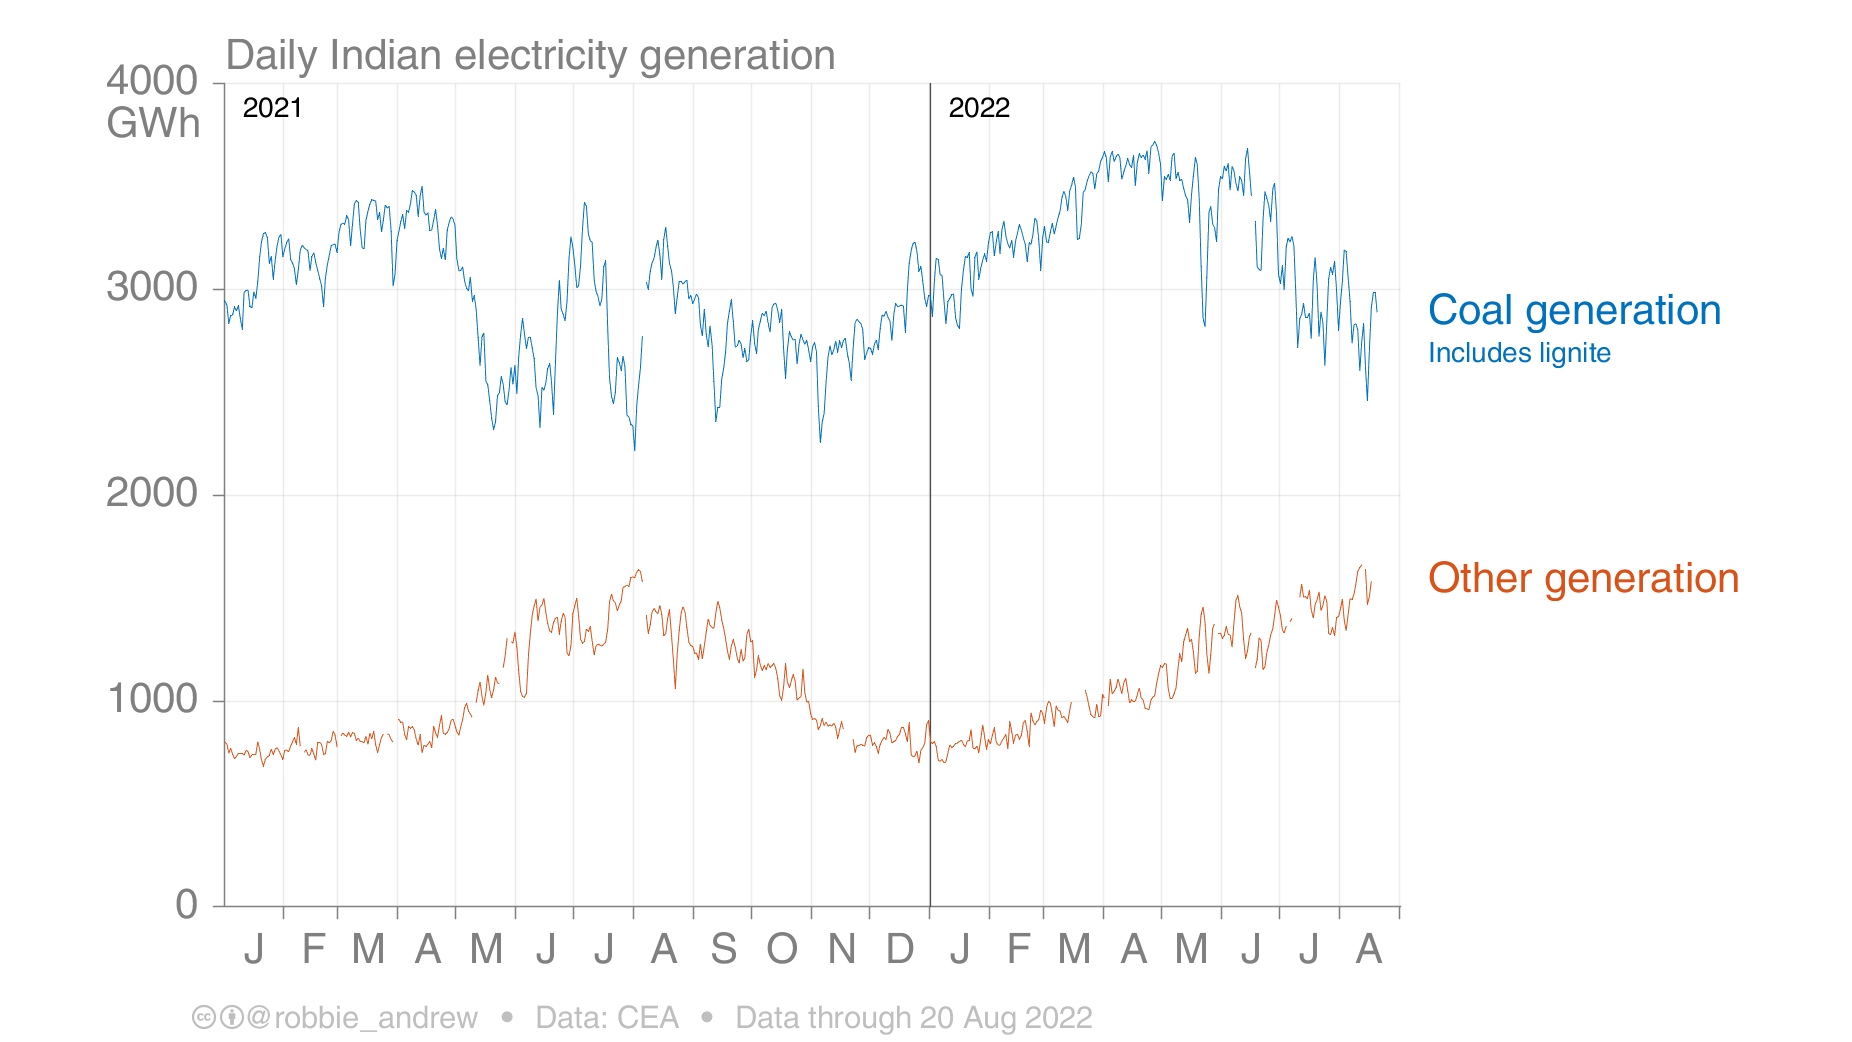 Daily Indian electricity generation
4000
GWh
2021
2022
3000
2000
1000
0
Coal generation
Includes lignite
Other generation
J F M A M J J A S O N D J F M A M J J A
cc @robbie_andrew • Data: CEA • Data through 20 Aug 2022